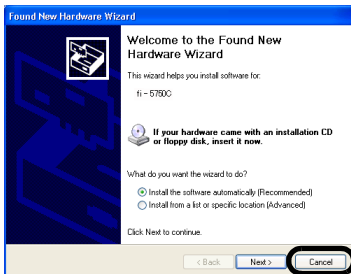 Found New Hardware Wizard
Welcome to the Found New
Hardware Wizard
This wizard helps you install software for:
fi - 5750C
If your hardware came with an installation CD
or floppy disk, insert it now.
What do you want the wizard to do?
Install the software automatically (Recommended)
Install from a list or specific location (Advanced)
Click Next to continue.
< Back
Next >
Cancel